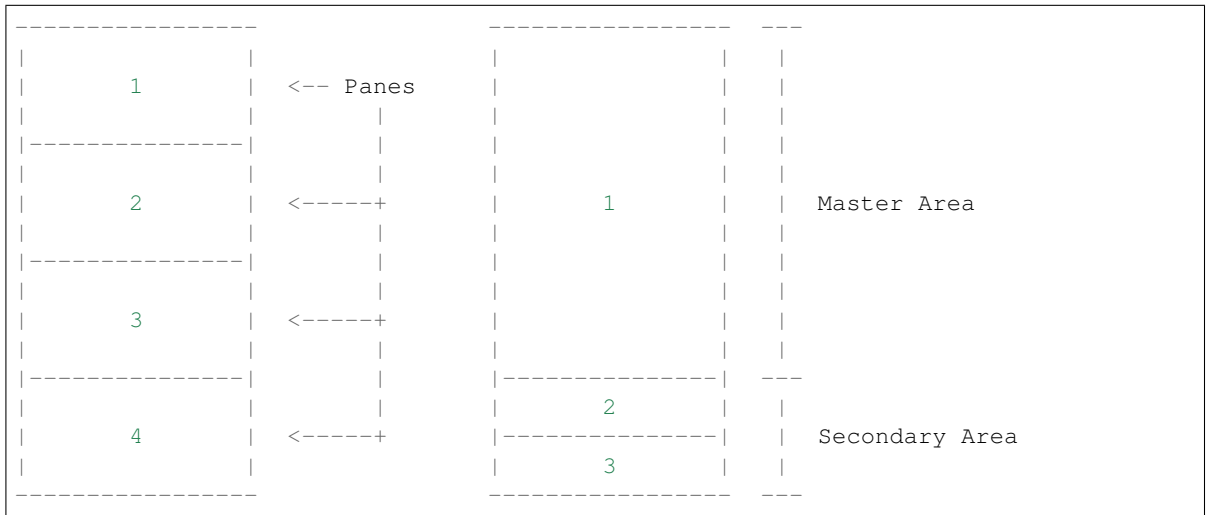 1 <-- Panes
2 <-----+ 1 Master Area
3 <-----+
2
4 <-----+ Secondary Area
3